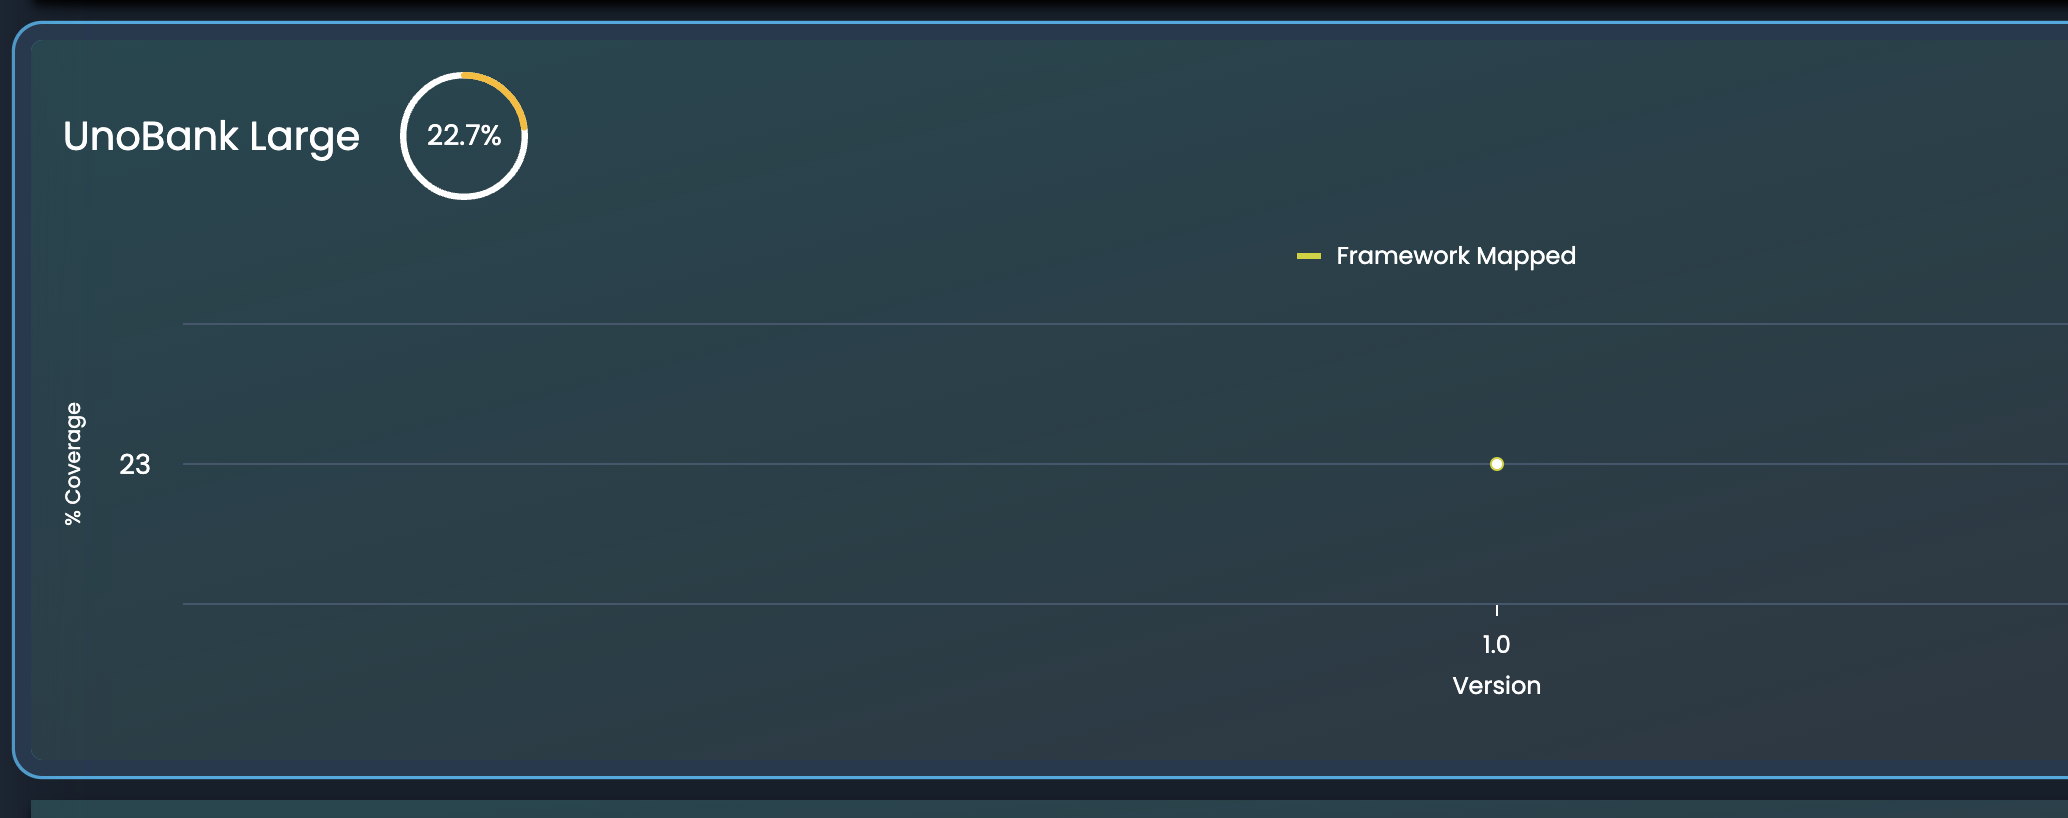 UnoBank Large
22.7%
Framework Mapped
% Coverage
23
1.0
Version